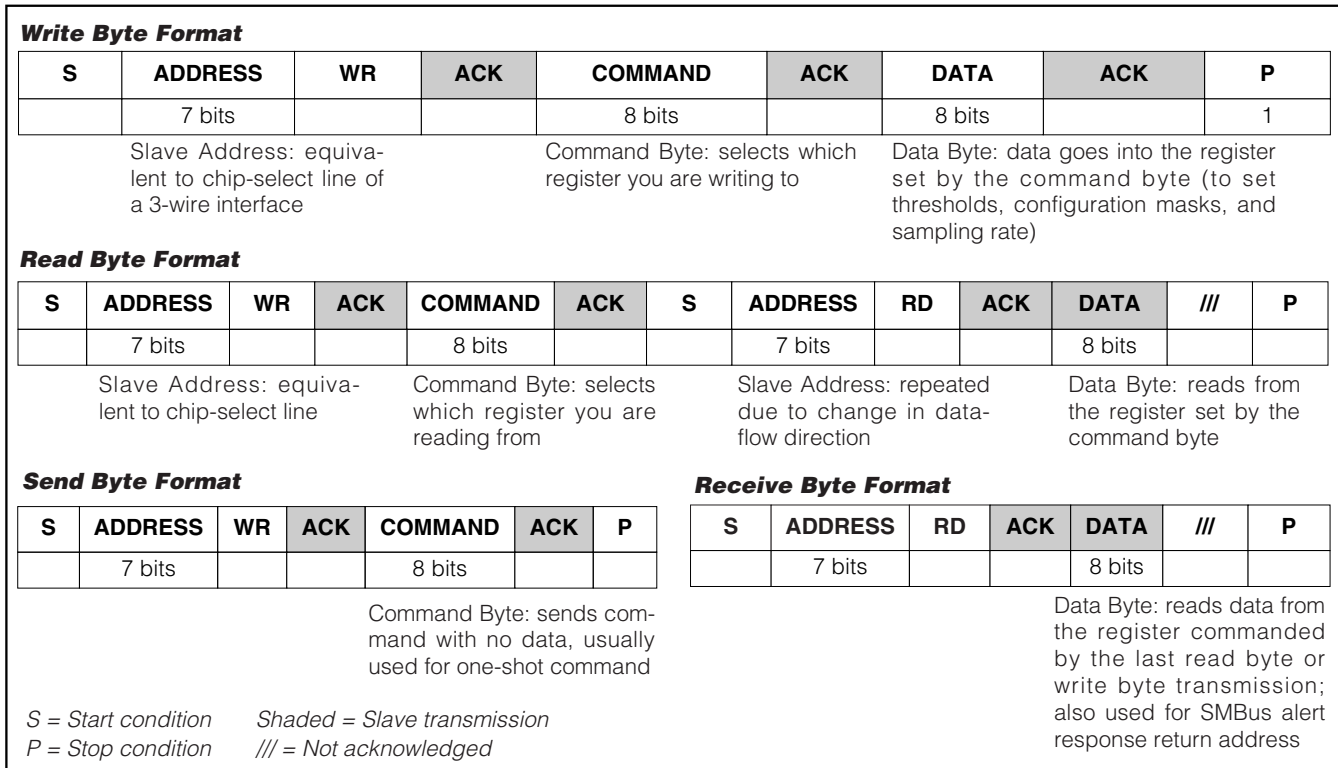 Write Byte Format
S ADDRESS WR ACK COMMAND ACK DATA ACK P
7 bits 8 bits 8 bits 1
Slave Address: equiva-
lent to chip-select line of
a 3-wire interface
Command Byte: selects which
register you are writing to
Data Byte: data goes into the register
set by the command byte (to set
thresholds, configuration masks, and
sampling rate)
Read Byte Format
S ADDRESS WR ACK COMMAND ACK S ADDRESS RD ACK DATA /// P
7 bits 8 bits 7 bits 8 bits
Slave Address: equiva-
lent to chip-select line
Command Byte: selects
which register you are
reading from
Slave Address: repeated
due to change in data-
flow direction
Data Byte: reads from
the register set by the
command byte
Send Byte Format
S ADDRESS WR ACK COMMAND ACK P
7 bits 8 bits
Command Byte: sends com-
mand with no data, usually
used for one-shot command
Receive Byte Format
S ADDRESS RD ACK DATA /// P
7 bits 8 bits
Data Byte: reads data from
the register commanded
by the last read byte or
write byte transmission;
also used for SMBus alert
response return address
S = Start condition Shaded = Slave transmission
P = Stop condition /// = Not acknowledged